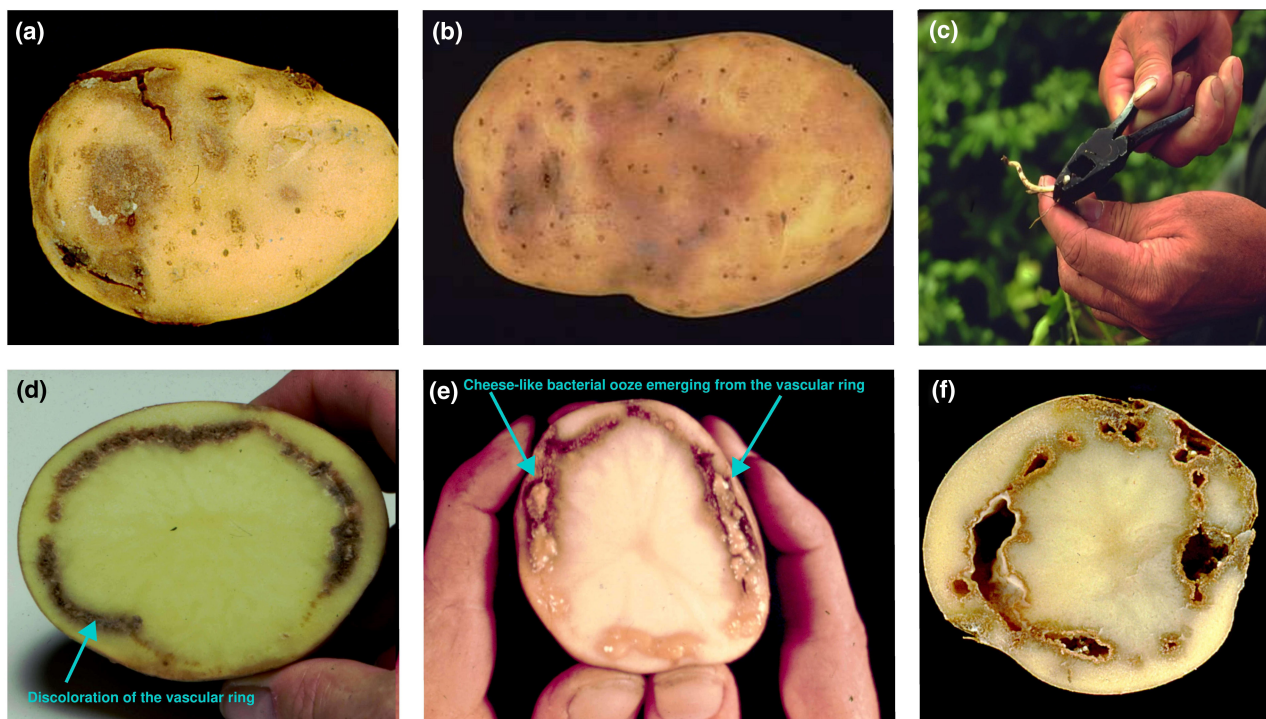 (a)
(b)
(c)
(d)
Discoloration of the vascular ring
(e)
Cheese-like bacterial ooze emerging from the vascular ring
(f)